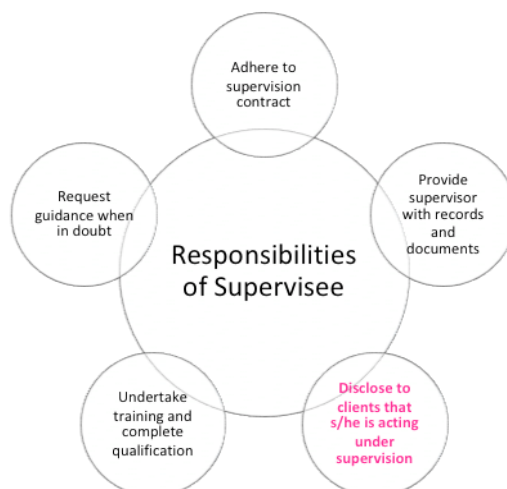 Adhere to
supervision
contract
Request
guidance when
in doubt
Provide
supervisor
with records
and
documents
Responsibilities
of Supervisee
Undertake
training and
complete
qualification
Disclose to
clients that
s/he is acting
under
supervision